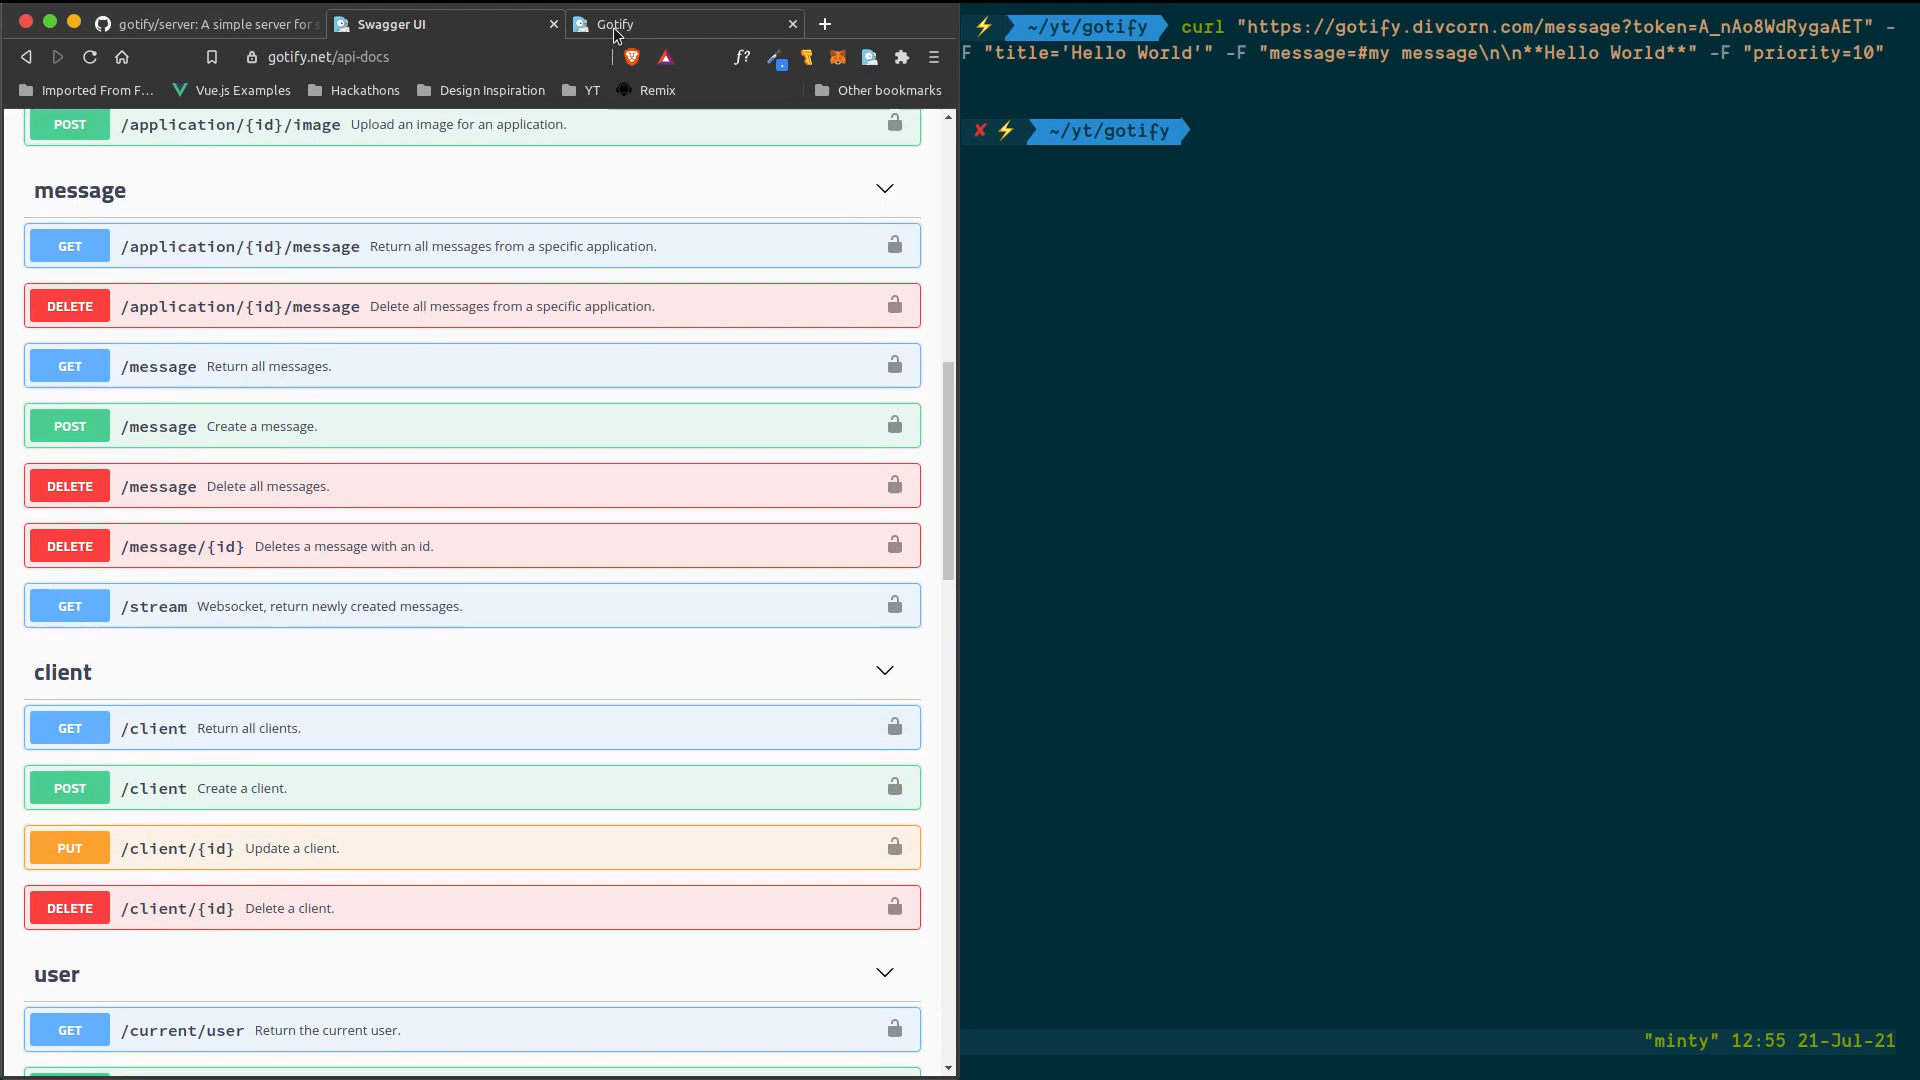 gotify/server: A simple server for
Swagger UI
Gotify
gotify.net/api-docs
Imported From F...
Vue.js Examples
Hackathons
Design Inspiration
YT
Remix
Other bookmarks
POST /application/{id}/image Upload an image for an application.
message
GET /application/{id}/message Return all messages from a specific application.
DELETE /application/{id}/message Delete all messages from a specific application.
GET /message Return all messages.
POST /message Create a message.
DELETE /message Delete all messages.
DELETE /message/{id} Deletes a message with an id.
GET /stream Websocket, return newly created messages.
client
GET /client Return all clients.
POST /client Create a client.
PUT /client/{id} Update a client.
DELETE /client/{id} Delete a client.
user
GET /current/user Return the current user.
~/yt/gotify curl "https://gotify.divcorn.com/message?token=A_nAo8WdRygaAET" -
F "title='Hello World'" -F "message=#my message\n\n**Hello World**" -F "priority=10"
✘ ⚡ ~/yt/gotify
"minty" 12:55 21-Jul-21